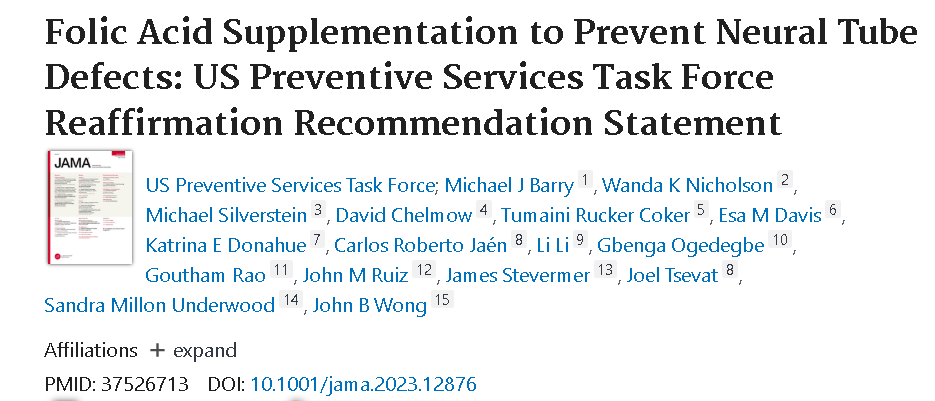 Folic Acid Supplementation to Prevent Neural Tube
Defects: US Preventive Services Task Force
Reaffirmation Recommendation Statement
JAMA
US Preventive Services Task Force; Michael J Barry 1, Wanda K Nicholson 2,
Michael Silverstein 3, David Chelmow 4, Tumaini Rucker Coker 5, Esa M Davis 6,
Katrina E Donahue 7, Carlos Roberto Jaén 8, Li Li 9, Gbenga Ogedegbe 10,
Goutham Rao 11, John M Ruiz 12, James Stevermer 13, Joel Tsevat 8,
Sandra Millon Underwood 14, John B Wong 15
Affiliations + expand
PMID: 37526713 DOI: 10.1001/jama.2023.12876